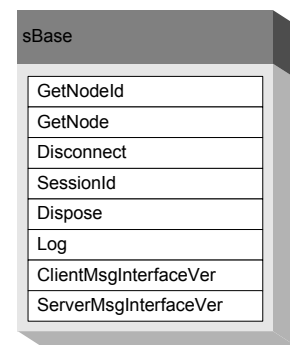 sBase
GetNodeId
GetNode
Disconnect
SessionId
Dispose
Log
ClientMsgInterfaceVer
ServerMsgInterfaceVer